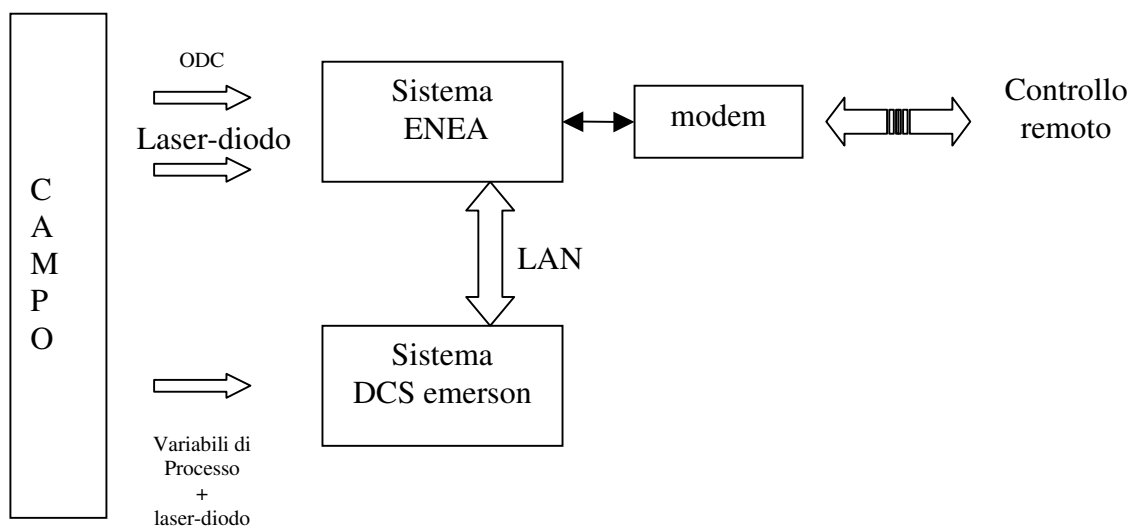 C
A
M
P
O
ODC
Laser-diodo
Sistema
ENEA
modem
Controllo
remoto
LAN
Sistema
DCS emerson
Variabili di
Processo
+
laser-diodo